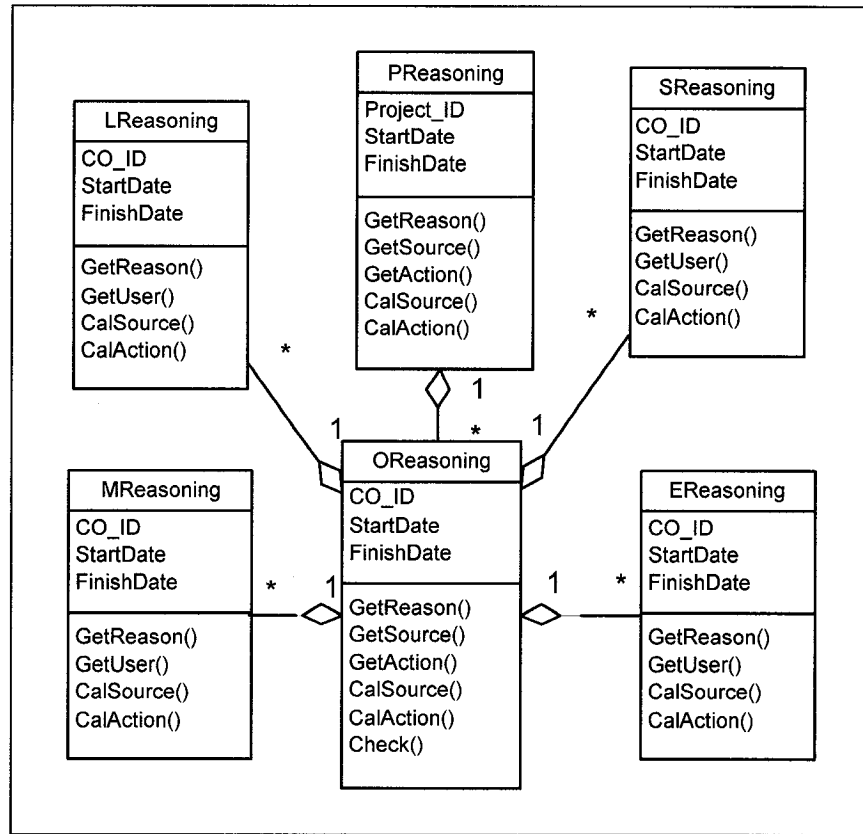 PReasoning
Project_ID
StartDate
FinishDate
GetReason()
GetSource()
GetAction()
CalSource()
CalAction()
LReasoning
CO_ID
StartDate
FinishDate
GetReason()
GetUser()
CalSource()
CalAction()
SReasoning
CO_ID
StartDate
FinishDate
GetReason()
GetUser()
CalSource()
CalAction()
*
1
1
*
1
*
OReasoning
CO_ID
StartDate
FinishDate
GetReason()
GetSource()
GetAction()
CalSource()
CalAction()
Check()
MReasoning
CO_ID
StartDate
FinishDate
GetReason()
GetUser()
CalSource()
CalAction()
*
1
1
*
EReasoning
CO_ID
StartDate
FinishDate
GetReason()
GetUser()
CalSource()
CalAction()